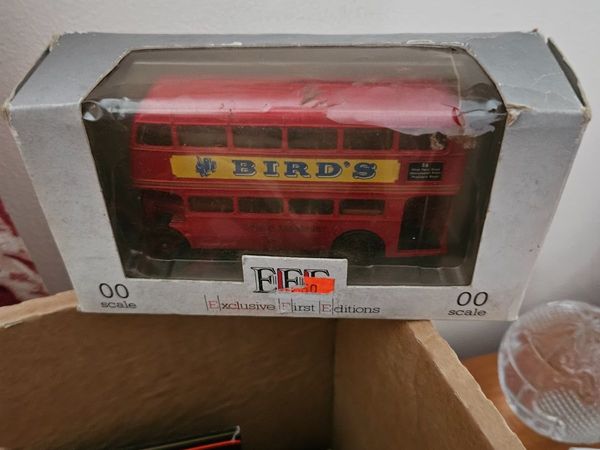 BIRD'S
EFE
00
scale
Exclusive First Editions
00
scale